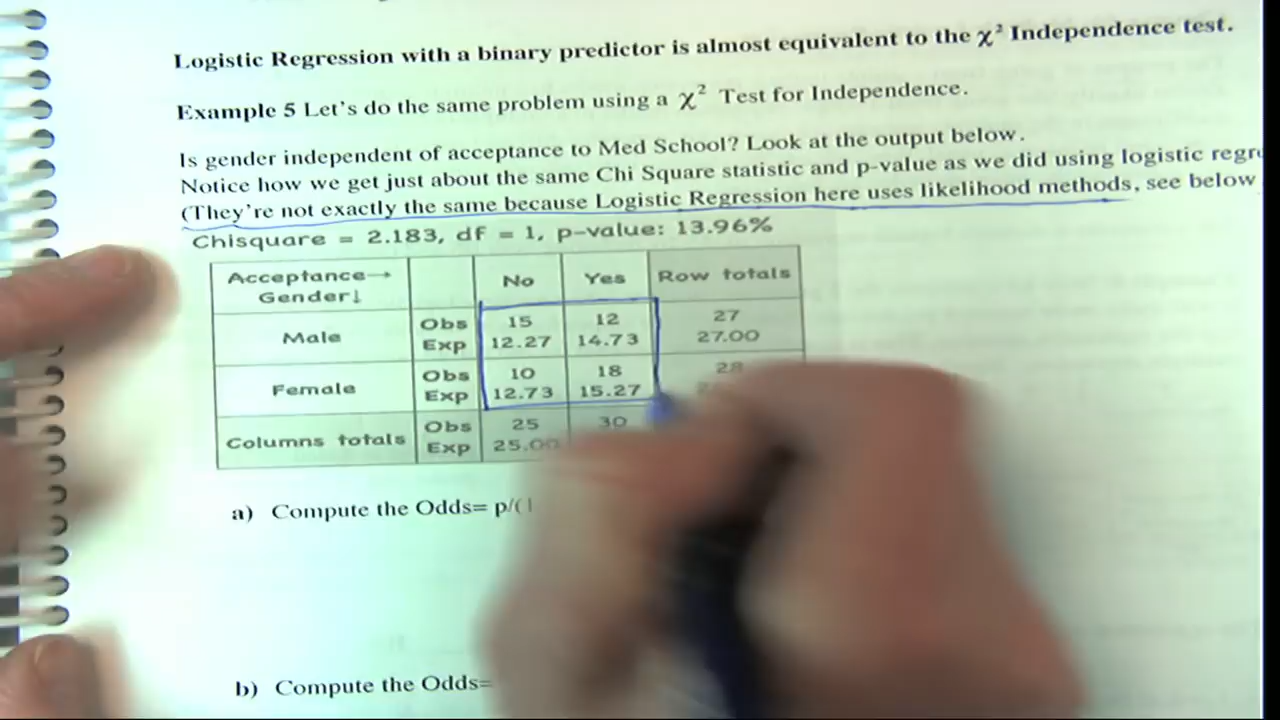 Logistic Regression with a binary predictor is almost equivalent to the χ² Independence test.
Example 5 Let's do the same problem using a χ² Test for Independence.
Is gender independent of acceptance to Med School? Look at the output below.
Notice how we get just about the same Chi Square statistic and p-value as we did using logistic
(They're not exactly the same because Logistic Regression here uses likelihood methods, see below
Chisquare = 2.183, df = 1, p-value: 13.96%
Acceptance→ No Yes Row totals
Gender↓
Male Obs 15 12 27
Exp 12.27 14.73 27.00
Female Obs 10 18 28
Exp 12.73 15.27
Columns totals Obs 25 30
Exp 25.00
a) Compute the Odds= p/(1
b) Compute the Odds=